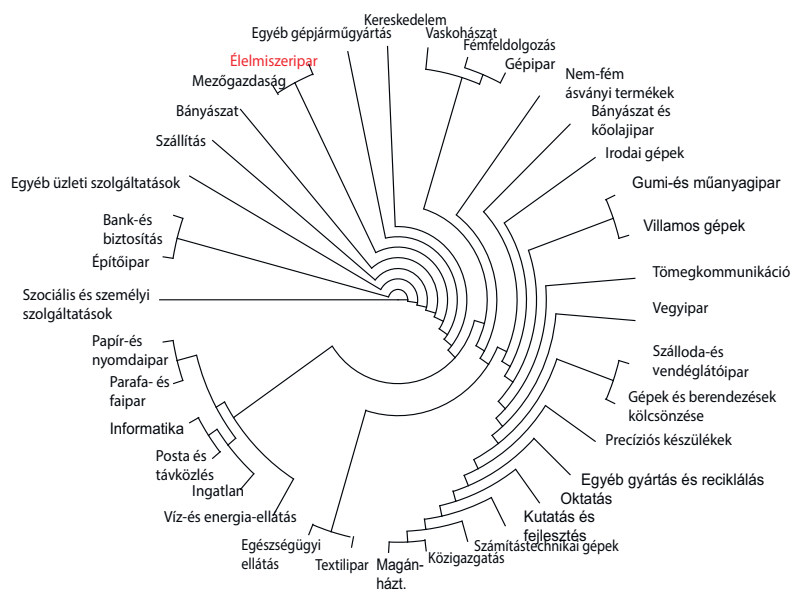 Kereskedelem
Egyéb gépjárműgyártás
Vaskohászat
Fémfeldolgozás
Gépipar
Élelmiszeripar
Mezőgazdaság
Nem-fém
ásványi termékek
Bányászat
Bányászat és
kőolajipar
Szállítás
Irodai gépek
Egyéb üzleti szolgáltatások
Gumi-és műanyagipar
Bank-és
biztosítás
Villamos gépek
Építőipar
Tömegkommunikáció
Szociális és személyi
szolgáltatások
Vegyipar
Papír-és
nyomdaipar
Szálloda-és
vendéglátóipar
Parafa- és
faipar
Gépek és berendezések
kölcsönzése
Informatika
Precíziós készülékek
Posta és
távközlés
Egyéb gyártás és reciklálás
Ingatlan
Oktatás
Víz-és energia-ellátás
Kutatás és
fejlesztés
Egészségügyi
ellátás
Számítástechnikai gépek
Közigazgatás
Textilipar
Magán-
házt.